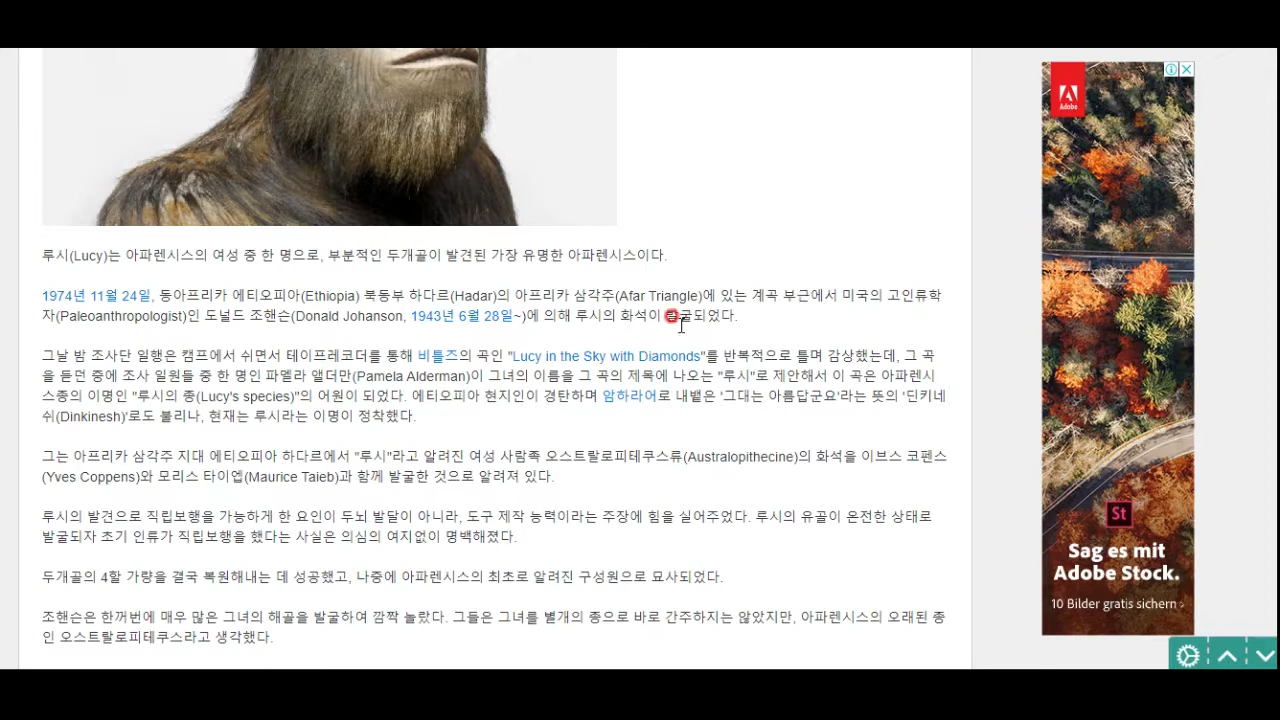 루시(Lucy)는 아파렌시스의 여성 중 한 명으로, 부분적인 두개골이 발견된 가장 유명한 아파렌시스이다.
1974년 11월 24일, 동아프리카 에티오피아(Ethiopia) 북동부 하다르(Hadar)의 아프리카 삼각주(Afar Triangle)에 있는 계곡 부근에서 미국의 고인류학
자(Paleoanthropologist)인 도널드 조핸슨(Donald Johanson, 1943년 6월 28일~)에 의해 루시의 화석이 발굴되었다.
그날 밤 조사단 일행은 캠프에서 쉬면서 테이프레코더를 통해 비틀즈의 곡인 "Lucy in the Sky with Diamonds"를 반복적으로 틀며 감상했는데, 그 곡
을 듣던 중에 조사 일원들 중 한 명인 파멜라 앨더만(Pamela Alderman)이 그녀의 이름을 그 곡의 제목에 나오는 "루시"로 제안해서 이 곡은 아파렌시
스종의 이명인 "루시의 종(Lucy's species)"의 어원이 되었다. 에티오피아 현지인이 경탄하며 암하라어로 내뱉은 '그대는 아름답군요'라는 뜻의 '딘키네
쉬(Dinkinesh)'로도 불리나, 현재는 루시라는 이명이 정착했다.
그는 아프리카 삼각주 지대 에티오피아 하다르에서 "루시"라고 알려진 여성 사람족 오스트랄로피테쿠스류(Australopithecine)의 화석을 이브스 코펜스
(Yves Coppens)와 모리스 타이엡(Maurice Taieb)과 함께 발굴한 것으로 알려져 있다.
루시의 발견으로 직립보행을 가능하게 한 요인이 두뇌 발달이 아니라, 도구 제작 능력이라는 주장에 힘을 실어주었다. 루시의 유골이 온전한 상태로
발굴되자 초기 인류가 직립보행을 했다는 사실은 의심의 여지없이 명백해졌다.
두개골의 4할 가량을 결국 복원해내는 데 성공했고, 나중에 아파렌시스의 최초로 알려진 구성원으로 묘사되었다.
조핸슨은 한꺼번에 매우 많은 그녀의 해골을 발굴하여 깜짝 놀랐다. 그들은 그녀를 별개의 종으로 바로 간주하지는 않았지만, 아파렌시스의 오래된 종
인 오스트랄로피테쿠스라고 생각했다.
Adobe
St
Sag es mit
Adobe Stock.
10 Bilder gratis sichern ›